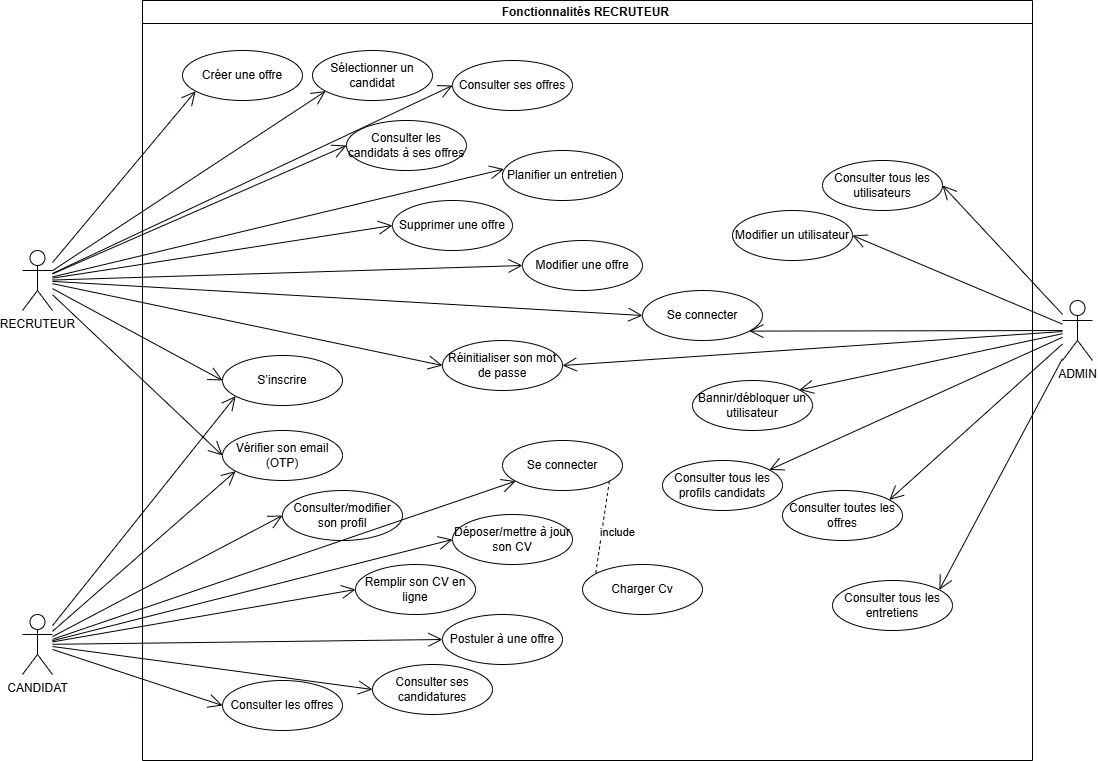 Fonctionnalités RECRUTEUR
Créer une offre
Sélectionner un
candidat
Consulter ses offres
Consulter les
candidats à ses offres
Planifier un entretien
Consulter tous les
utilisateurs
Supprimer une offre
Modifier un utilisateur
Modifier une offre
RECRUTEUR
Se connecter
Réinitialiser son mot
de passe
ADMIN
S'inscrire
Bannir/débloquer un
utilisateur
Vérifier son email
(OTP)
Se connecter
Consulter tous les
profils candidats
Consulter/modifier
son profil
Consulter toutes les
offres
Déposer/mettre à jour
son CV
include
Remplir son CV en
ligne
Charger Cv
Consulter tous les
entretiens
Postuler à une offre
CANDIDAT
Consulter ses
candidatures
Consulter les offres